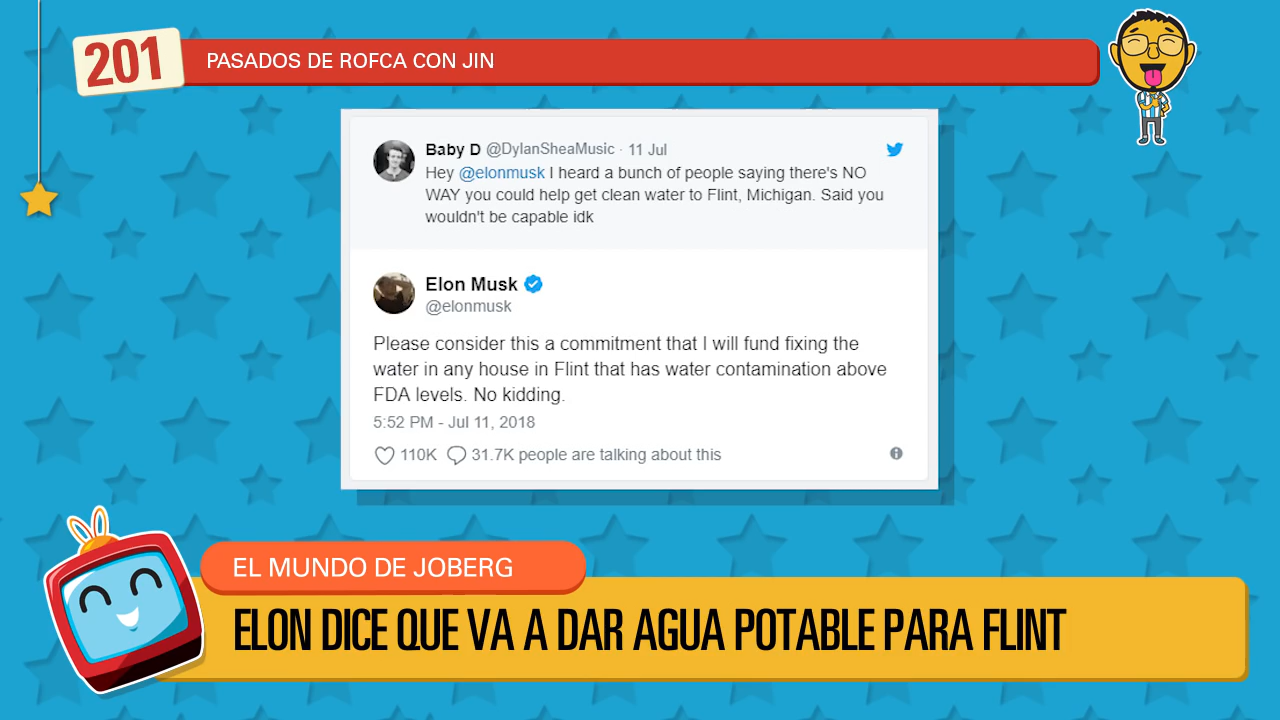 201
PASADOS DE ROFCA CON JIN
Baby D @DylanSheaMusic · 11 Jul
Hey @elonmusk I heard a bunch of people saying there's NO
WAY you could help get clean water to Flint, Michigan. Said you
wouldn't be capable idk
Elon Musk
@elonmusk
Please consider this a commitment that I will fund fixing the
water in any house in Flint that has water contamination above
FDA levels. No kidding.
5:52 PM - Jul 11, 2018
110K 31.7K people are talking about this
EL MUNDO DE JOBERG
ELON DICE QUE VA A DAR AGUA POTABLE PARA FLINT